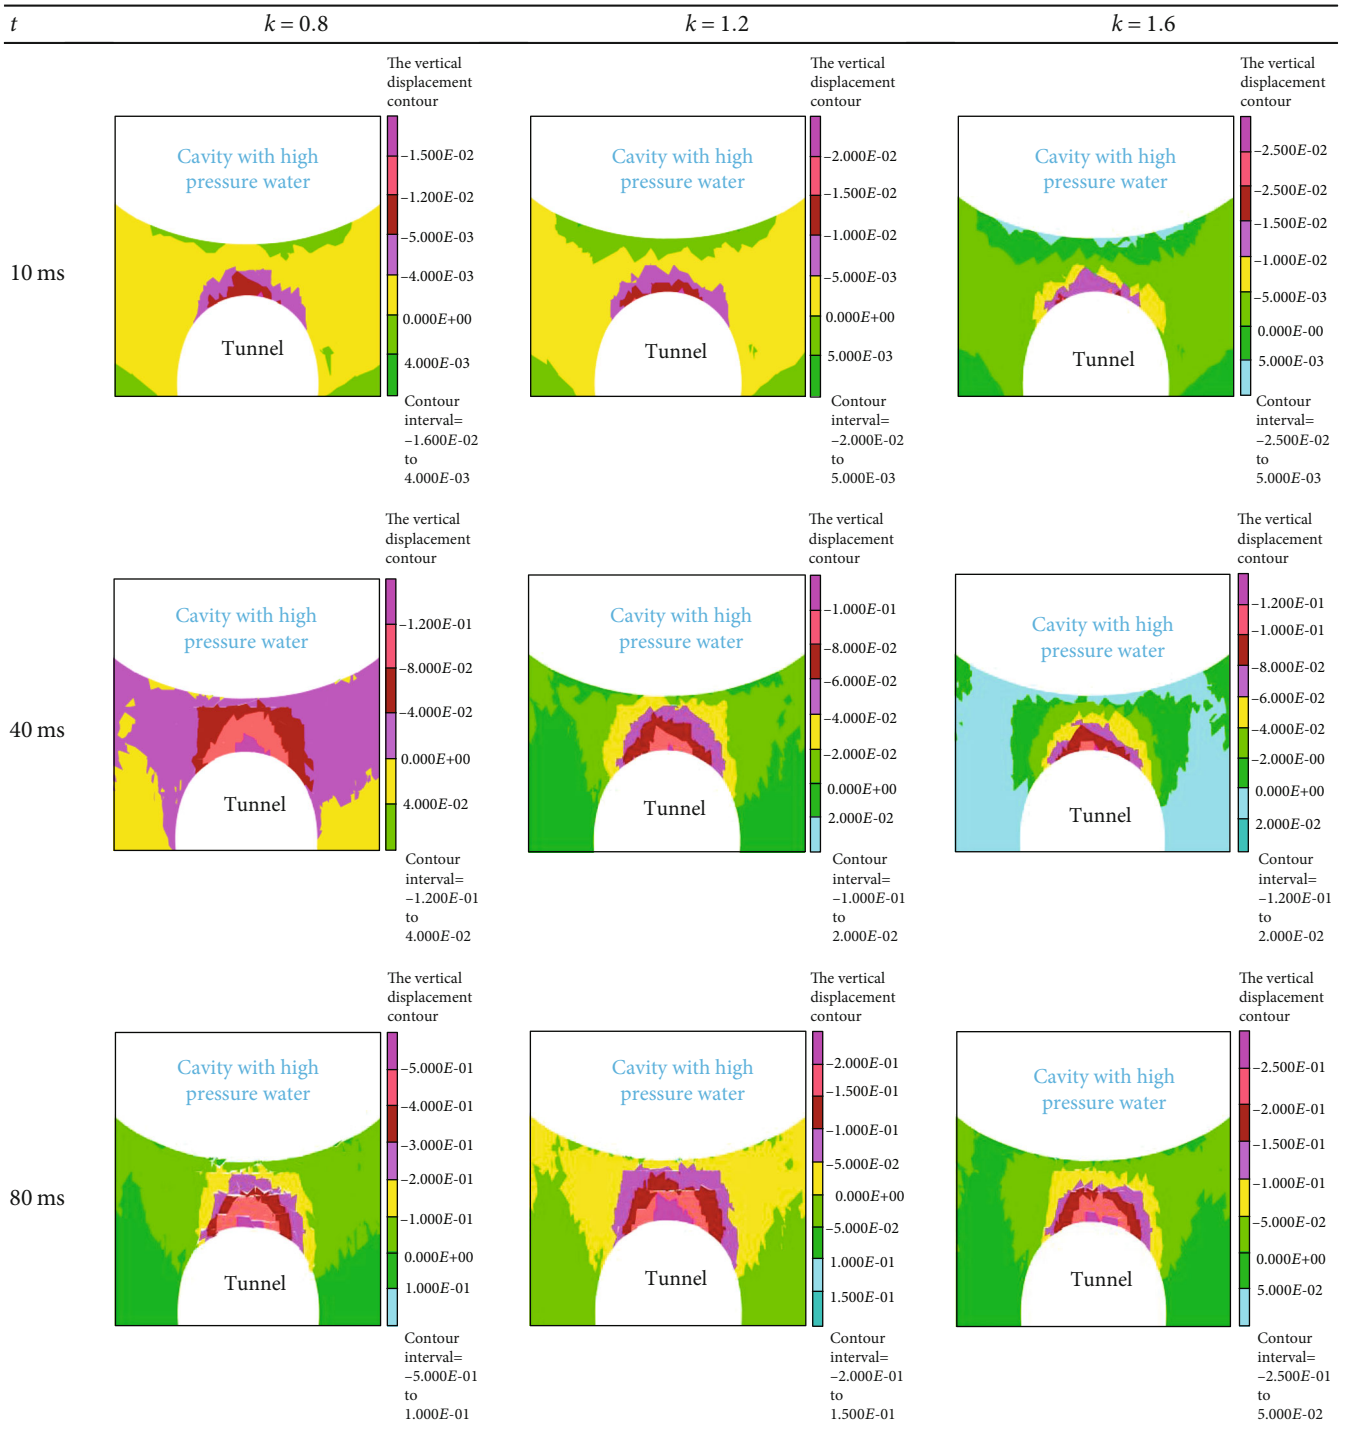 t k = 0.8 k = 1.2 k = 1.6
10 ms
The vertical
displacement
contour
Cavity with high
pressure water
Tunnel
–1.500E-02
–1.200E-02
–5.000E-03
–4.000E-03
0.000E+00
4.000E-03
Contour
interval=
–1.600E-02
to
4.000E-03
The vertical
displacement
contour
Cavity with high
pressure water
Tunnel
–2.000E-02
–1.500E-02
–1.000E-02
–5.000E-03
0.000E+00
5.000E-03
Contour
interval=
–2.000E-02
to
5.000E-03
The vertical
displacement
contour
Cavity with high
pressure water
Tunnel
–2.500E-02
–2.500E-02
–1.500E-02
–1.000E-02
–5.000E-03
0.000E-00
5.000E-03
Contour
interval=
–2.500E-02
to
5.000E-03
40 ms
The vertical
displacement
contour
Cavity with high
pressure water
Tunnel
–1.200E-01
–8.000E-02
–4.000E-02
0.000E+00
4.000E-02
Contour
interval=
–1.200E-01
to
4.000E-02
The vertical
displacement
contour
Cavity with high
pressure water
Tunnel
–1.000E-01
–8.000E-02
–6.000E-02
–4.000E-02
–2.000E-02
0.000E+00
2.000E-02
Contour
interval=
–1.000E-01
to
2.000E-02
The vertical
displacement
contour
Cavity with high
pressure water
Tunnel
–1.200E-01
–1.000E-01
–8.000E-02
–6.000E-02
–4.000E-02
–2.000E-00
0.000E+00
2.000E-02
Contour
interval=
–1.200E-01
to
2.000E-02
80 ms
The vertical
displacement
contour
Cavity with high
pressure water
Tunnel
–5.000E-01
–4.000E-01
–3.000E-01
–2.000E-01
–1.000E-01
0.000E+00
1.000E-01
Contour
interval=
–5.000E-01
to
1.000E-01
The vertical
displacement
contour
Cavity with high
pressure water
Tunnel
–2.000E-01
–1.500E-01
–1.000E-01
–5.000E-02
0.000E+00
–5.000E-02
1.000E-01
1.500E-01
Contour
interval=
–2.000E-01
to
1.500E-01
The vertical
displacement
contour
Cavity with high
pressure water
Tunnel
–2.500E-01
–2.000E-01
–1.500E-01
–1.000E-01
–5.000E-02
0.000E+00
5.000E-02
Contour
interval=
–2.500E-01
to
5.000E-02